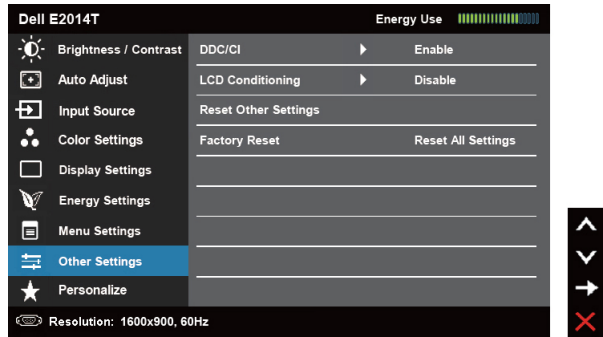 Dell E2014T Energy Use
Brightness / Contrast DDC/CI Enable
Auto Adjust LCD Conditioning Disable
Input Source Reset Other Settings
Color Settings Factory Reset Reset All Settings
Display Settings
Energy Settings
Menu Settings
Other Settings
Personalize
Resolution: 1600x900, 60Hz